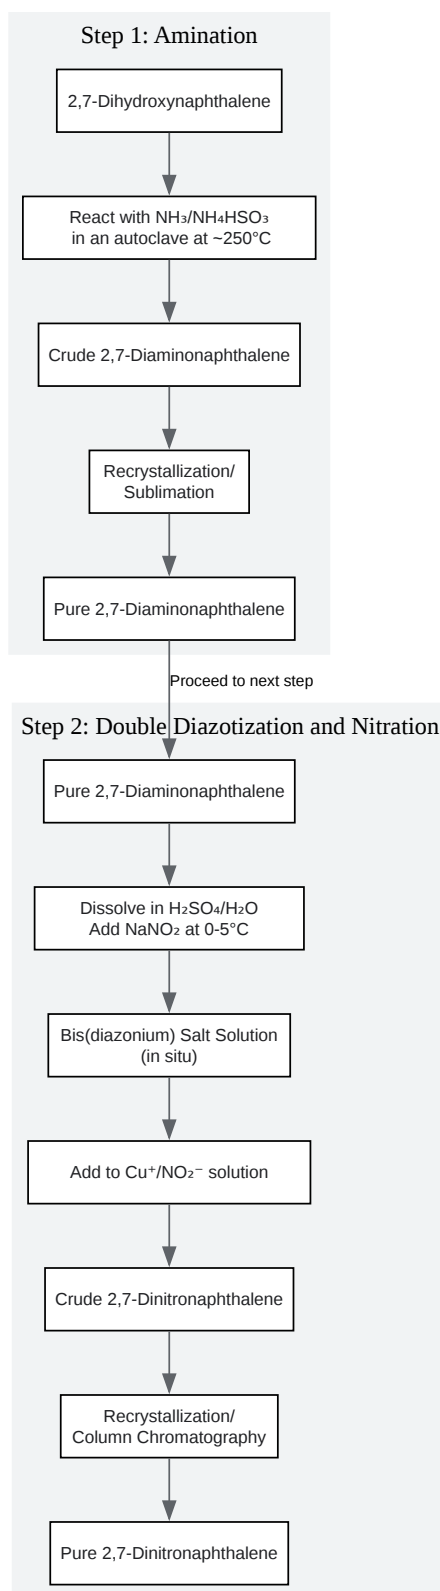 Step 1: Amination
2,7-Dihydroxynaphthalene
React with NH₃/NH₄HSO₃
in an autoclave at ~250°C
Crude 2,7-Diaminonaphthalene
Recrystallization/
Sublimation
Pure 2,7-Diaminonaphthalene
Proceed to next step
Step 2: Double Diazotization and Nitration
Pure 2,7-Diaminonaphthalene
Dissolve in H₂SO₄/H₂O
Add NaNO₂ at 0-5°C
Bis(diazonium) Salt Solution
(in situ)
Add to Cu⁺/NO₂⁻ solution
Crude 2,7-Dinitronaphthalene
Recrystallization/
Column Chromatography
Pure 2,7-Dinitronaphthalene